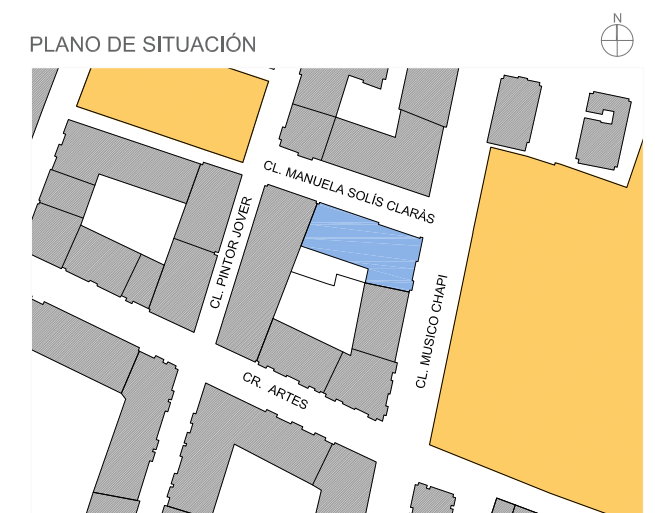 N
PLANO DE SITUACIÓN
CL. MANUELA SOLÍS CLARÀS
CL. PINTOR JOVER
CL. MUSICO CHAPI
CR. ARTES